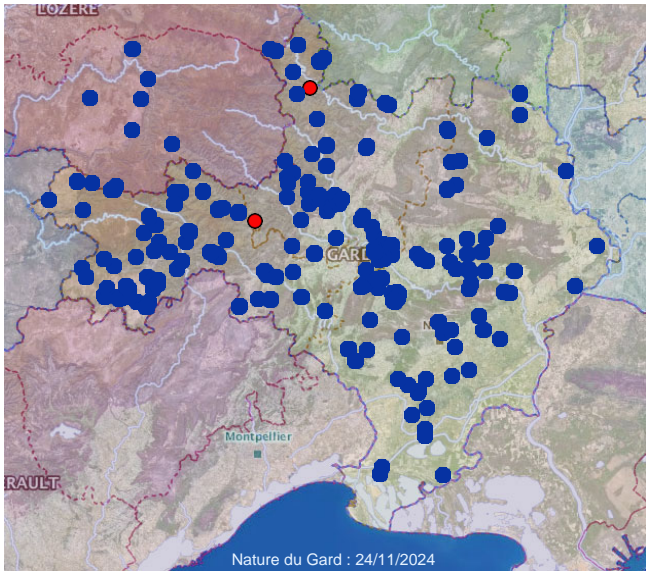 LOZERE
GARD
N
Montpellier
ERAULT
Nature du Gard : 24/11/2024